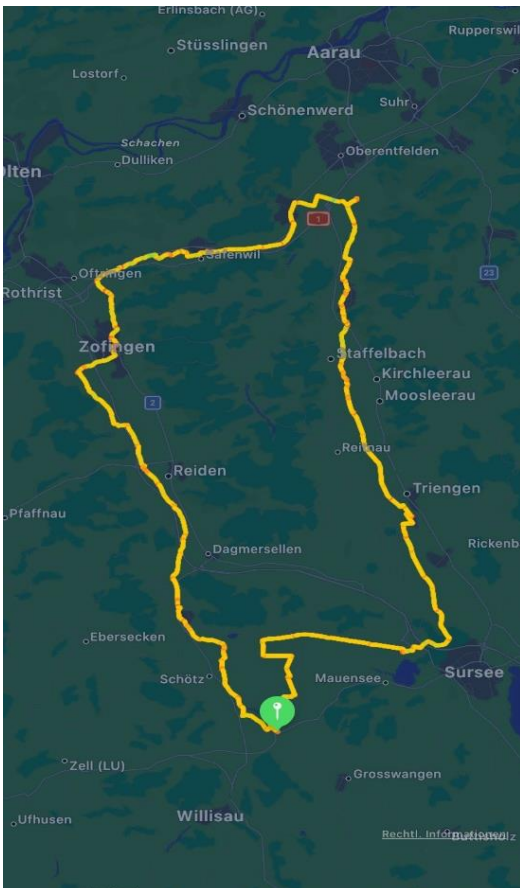 Erlinsbach (AG)
Stüsslingen
Aarau
Rupperswil
Lostorf
Schönenwerd
Suhr
Schachen
Dulliken
Oberentfelden
Olten
1
Safenwil
23
Oftringen
Rothrist
Zofingen
Staffelbach
Kirchleerau
Moosleerau
2
Reitnau
Reiden
Triengen
Pfaffnau
Dagmersellen
Rickenb
Ebersecken
Schötz
Mauensee
Sursee
Zell (LU)
Grosswangen
Willisau
Ufhusen
Rechtl. Informationen
Buttisholz